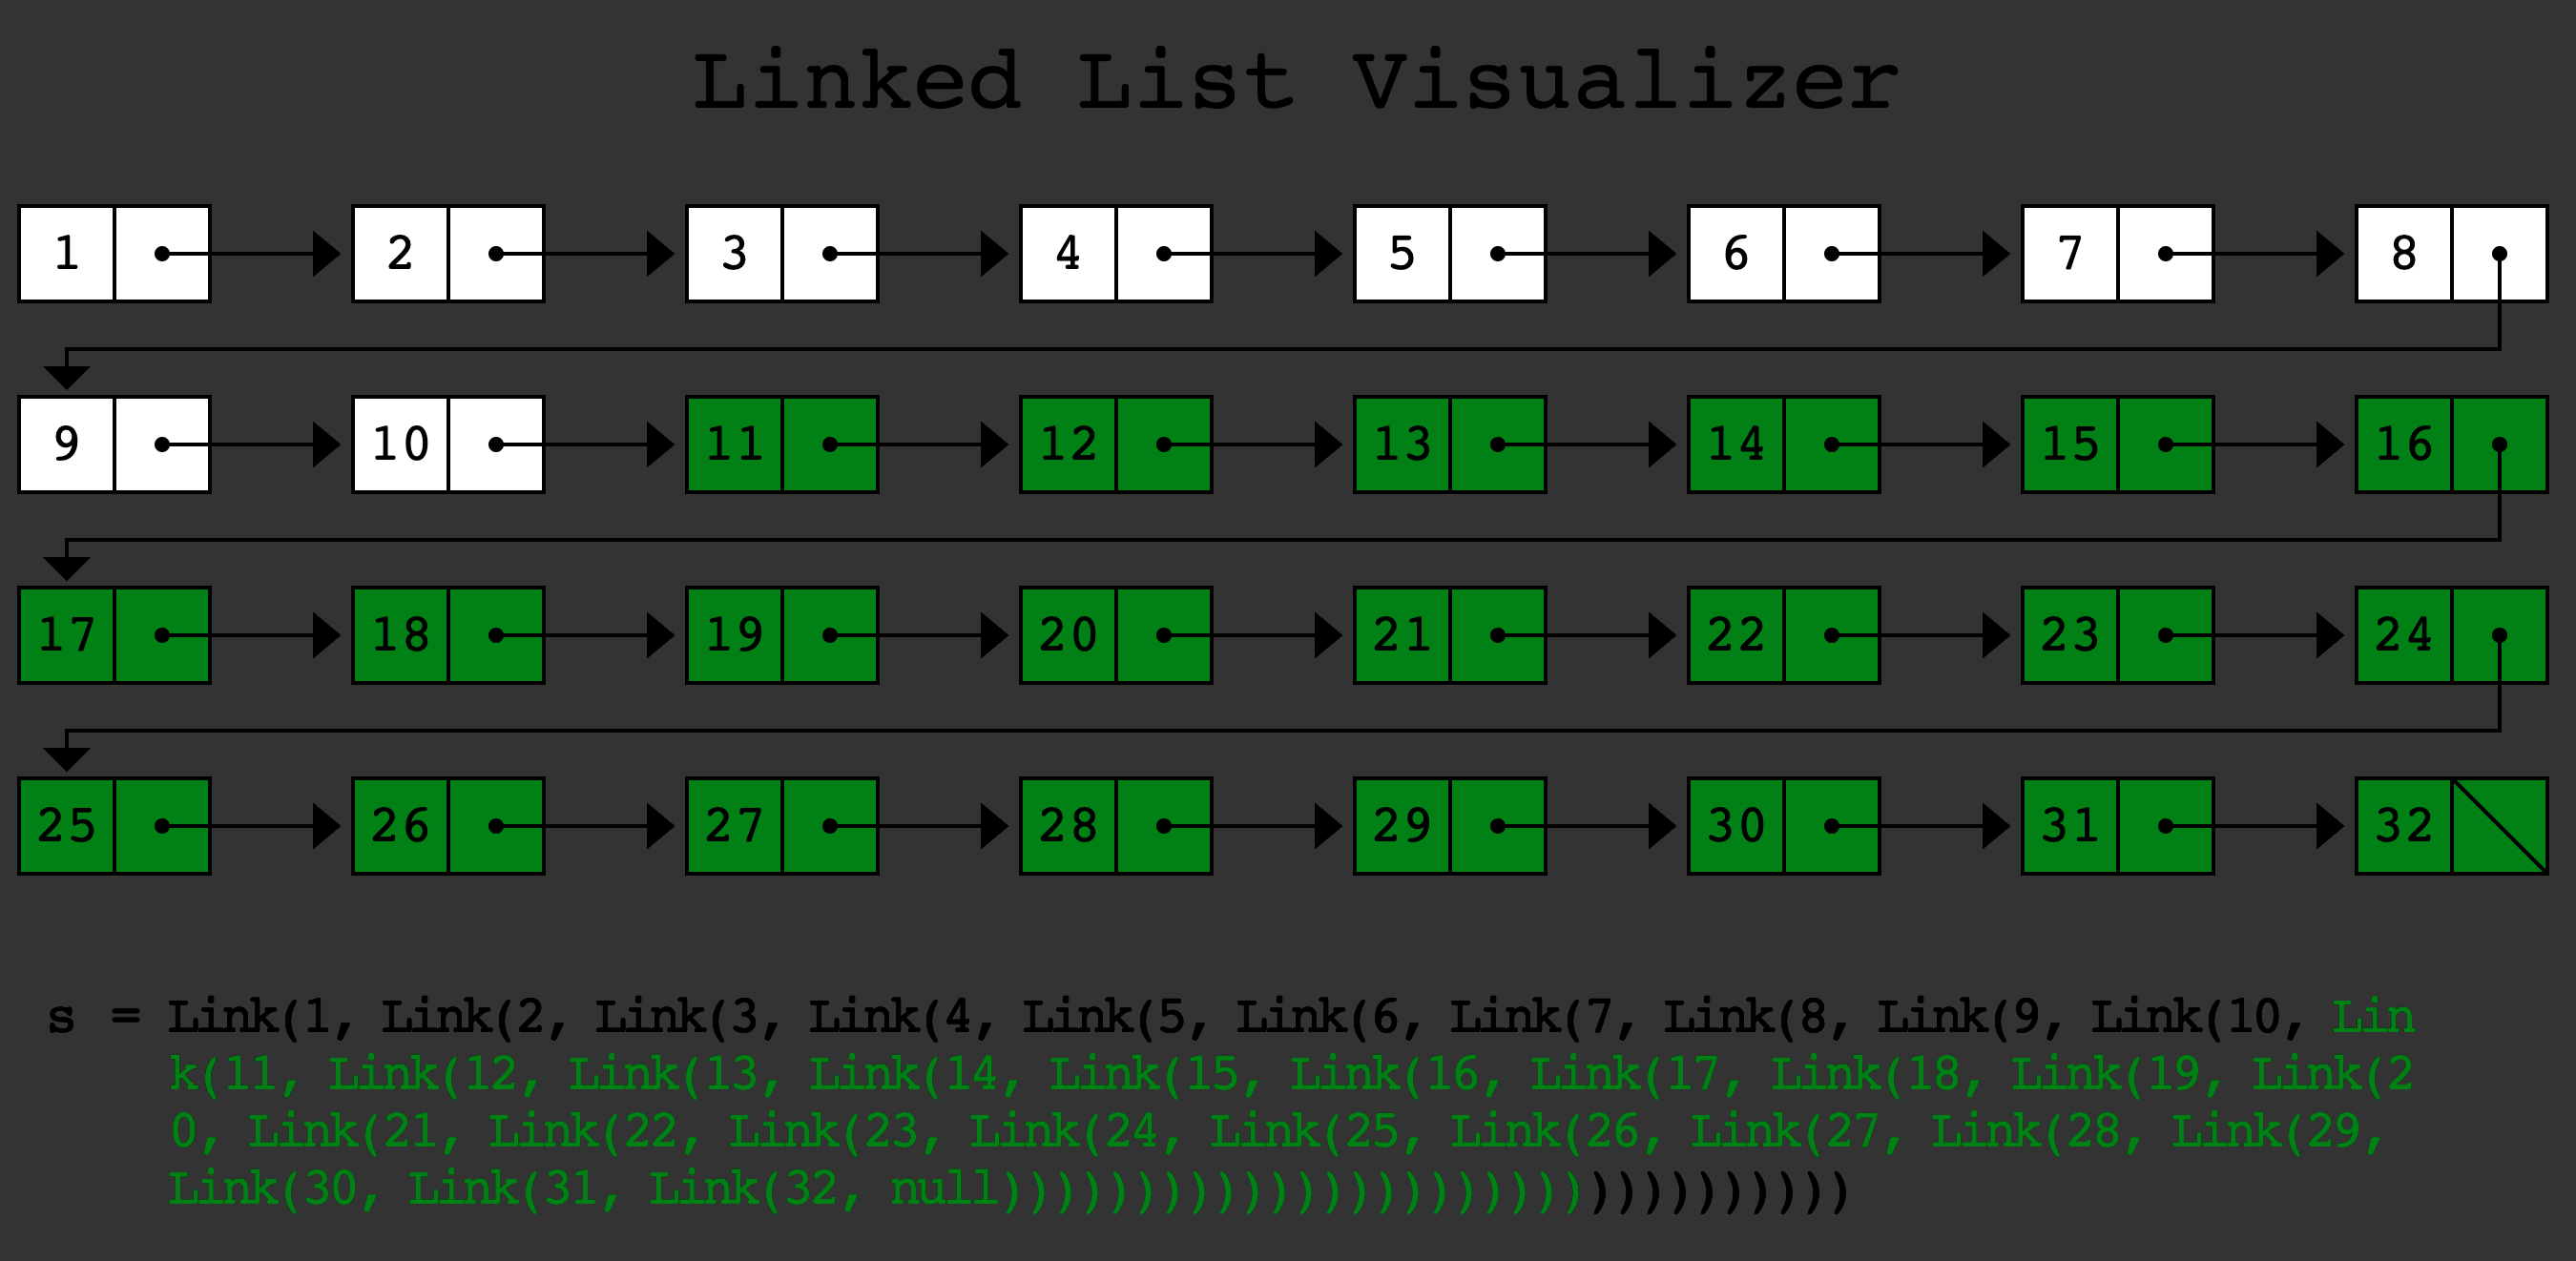 Linked List Visualizer
1 2 3 4 5 6 7 8
9 10 11 12 13 14 15 16
17 18 19 20 21 22 23 24
25 26 27 28 29 30 31 32
s = Link(1, Link(2, Link(3, Link(4, Link(5, Link(6, Link(7, Link(8, Link(9, Link(10, Lin
k(11, Link(12, Link(13, Link(14, Link(15, Link(16, Link(17, Link(18, Link(19, Link(2
0, Link(21, Link(22, Link(23, Link(24, Link(25, Link(26, Link(27, Link(28, Link(29,
Link(30, Link(31, Link(32, null))))))))))))))))))))))))))))))))